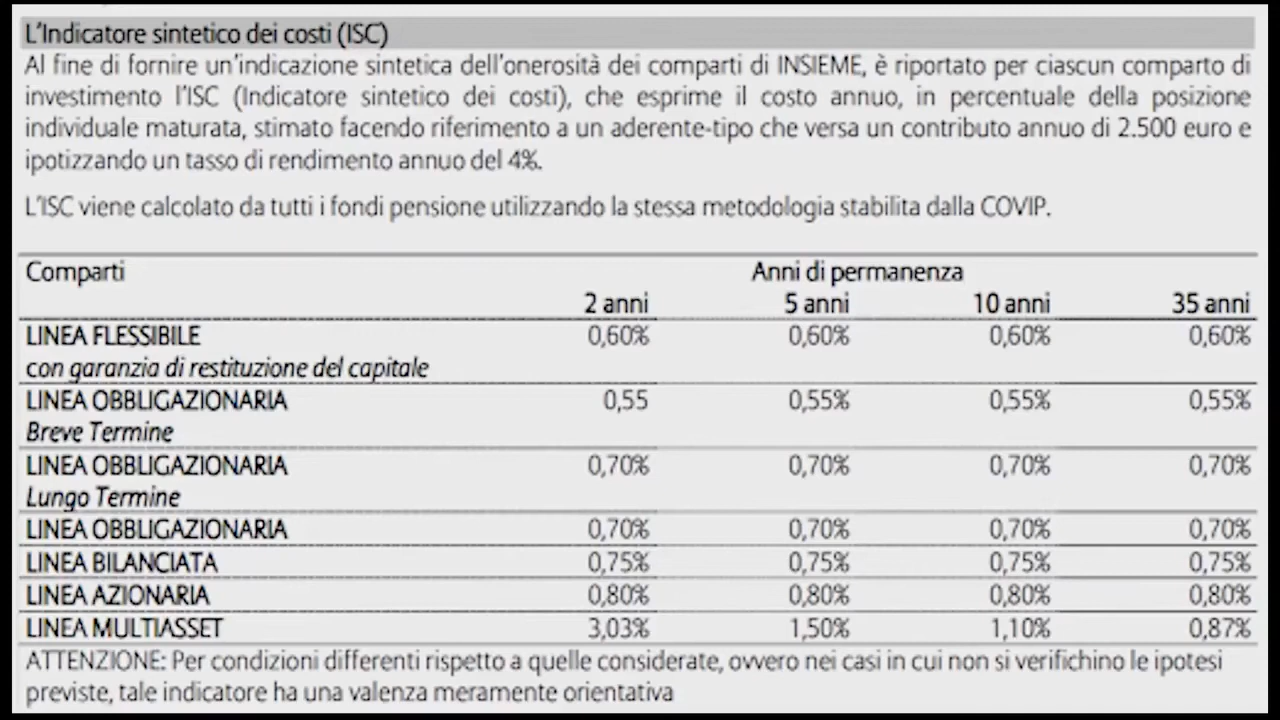 L'Indicatore sintetico dei costi (ISC)
Al fine di fornire un'indicazione sintetica dell'onerosità dei comparti di INSIEME, è riportato per ciascun comparto di
investimento l'ISC (Indicatore sintetico dei costi), che esprime il costo annuo, in percentuale della posizione
individuale maturata, stimato facendo riferimento a un aderente-tipo che versa un contributo annuo di 2.500 euro e
ipotizzando un tasso di rendimento annuo del 4%.
L'ISC viene calcolato da tutti i fondi pensione utilizzando la stessa metodologia stabilita dalla COVIP.
Comparti Anni di permanenza
2 anni 5 anni 10 anni 35 anni
LINEA FLESSIBILE 0,60% 0,60% 0,60% 0,60%
con garanzia di restituzione del capitale
LINEA OBBLIGAZIONARIA 0,55 0,55% 0,55% 0,55%
Breve Termine
LINEA OBBLIGAZIONARIA 0,70% 0,70% 0,70% 0,70%
Lungo Termine
LINEA OBBLIGAZIONARIA 0,70% 0,70% 0,70% 0,70%
LINEA BILANCIATA 0,75% 0,75% 0,75% 0,75%
LINEA AZIONARIA 0,80% 0,80% 0,80% 0,80%
LINEA MULTIASSET 3,03% 1,50% 1,10% 0,87%
ATTENZIONE: Per condizioni differenti rispetto a quelle considerate, ovvero nei casi in cui non si verifichino le ipotesi
previste, tale indicatore ha una valenza meramente orientativa